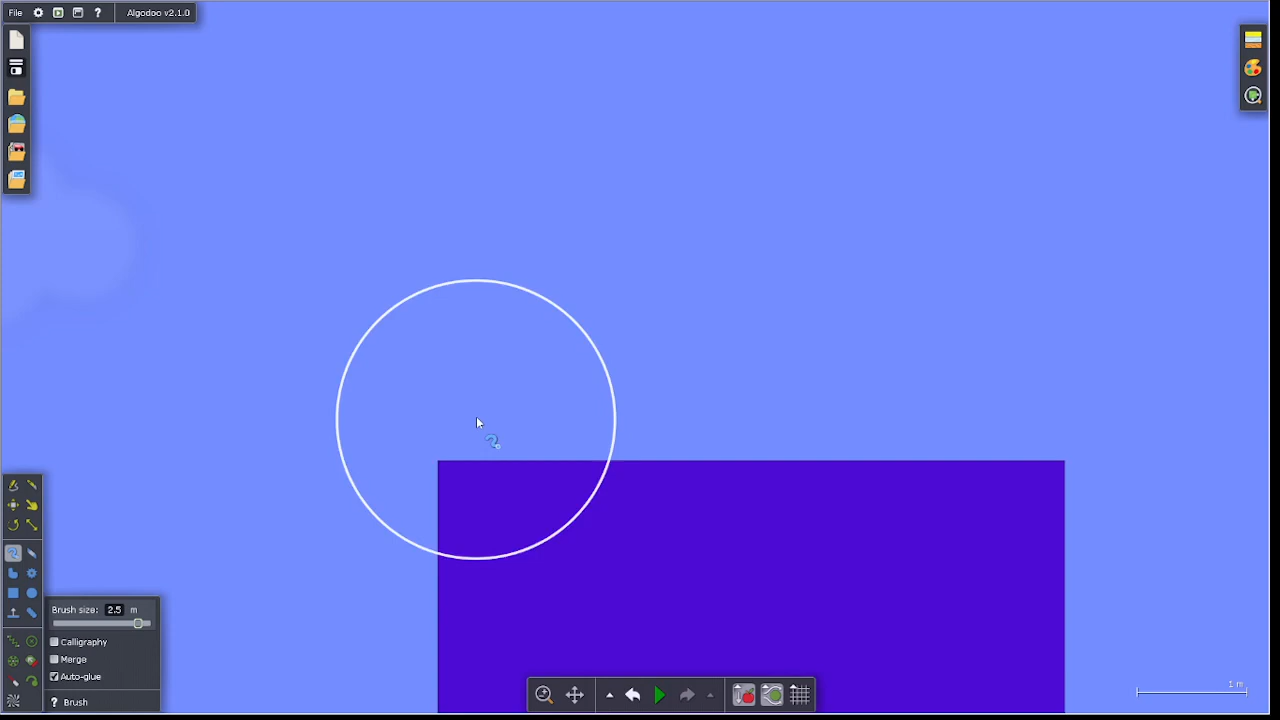 File ? Algodoo v2.1.0
Brush size: 2.5 m
Calligraphy
Merge
Auto-glue
? Brush
1 m